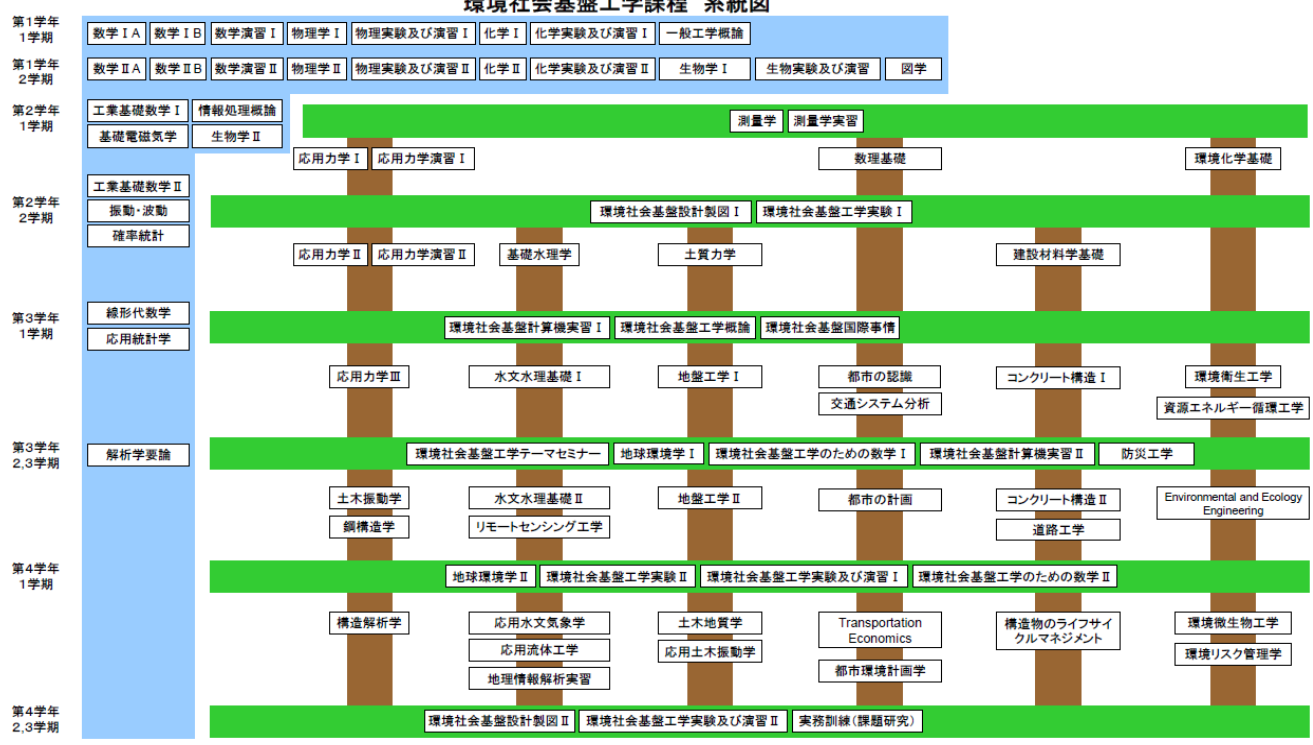 環境社会基盤工学課程 系統図
第1学年
1学期
数学ⅠA 数学ⅠB 数学演習Ⅰ 物理学Ⅰ 物理実験及び演習Ⅰ 化学Ⅰ 化学実験及び演習Ⅰ 一般工学概論
第1学年
2学期
数学ⅡA 数学ⅡB 数学演習Ⅱ 物理学Ⅱ 物理実験及び演習Ⅱ 化学Ⅱ 化学実験及び演習Ⅱ 生物学Ⅰ 生物実験及び演習 図学
第2学年
1学期
工業基礎数学Ⅰ 情報処理概論
基礎電磁気学 生物学Ⅱ
測量学 測量学実習
応用力学Ⅰ 応用力学演習Ⅰ 数理基礎 環境化学基礎
第2学年
2学期
工業基礎数学Ⅱ
振動・波動
確率統計
環境社会基盤設計製図Ⅰ 環境社会基盤工学実験Ⅰ
応用力学Ⅱ 応用力学演習Ⅱ 基礎水理学 土質力学 建設材料学基礎
第3学年
1学期
線形代数学
応用統計学
環境社会基盤計算機実習Ⅰ 環境社会基盤工学概論 環境社会基盤国際事情
応用力学Ⅲ 水文水理基礎Ⅰ 地盤工学Ⅰ 都市の認識 コンクリート構造Ⅰ 環境衛生工学
交通システム分析 資源エネルギー循環工学
第3学年
2,3学期
解析学要論
環境社会基盤工学テーマセミナー 地球環境学Ⅰ 環境社会基盤工学のための数学Ⅰ 環境社会基盤計算機実習Ⅱ 防災工学
土木振動学 水文水理基礎Ⅱ 地盤工学Ⅱ 都市の計画 コンクリート構造Ⅱ Environmental and Ecology
Engineering
鋼構造学 リモートセンシング工学 道路工学
第4学年
1学期
地球環境学Ⅱ 環境社会基盤工学実験Ⅱ 環境社会基盤工学実験及び演習Ⅰ 環境社会基盤工学のための数学Ⅱ
構造解析学 応用水文気象学 土木地質学 Transportation
Economics
構造物のライフサイ
クルマネジメント
環境微生物工学
応用流体工学 応用土木振動学 環境リスク管理学
地理情報解析実習 都市環境計画学
第4学年
2,3学期
環境社会基盤設計製図Ⅱ 環境社会基盤工学実験及び演習Ⅱ 実務訓練(課題研究)